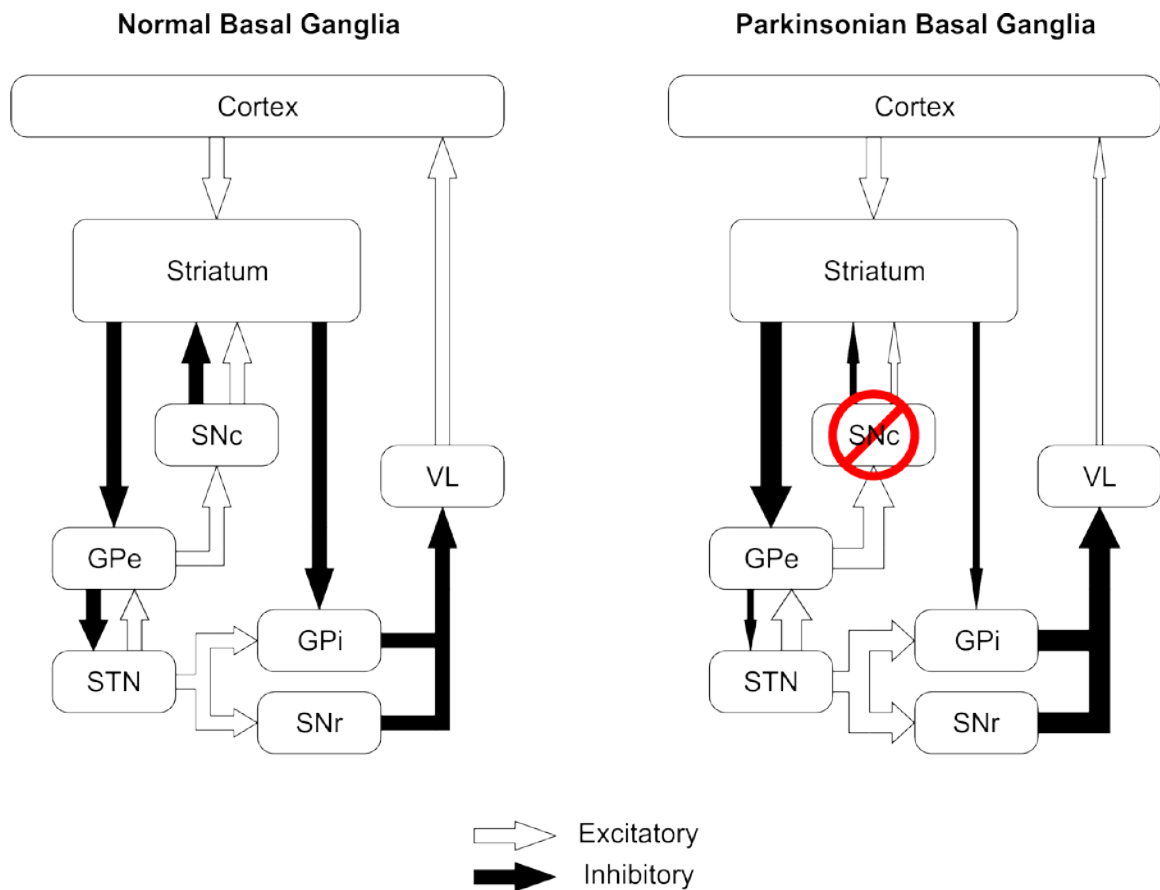 Normal Basal Ganglia
Cortex
Striatum
SNc
VL
GPe
GPi
STN
SNr
Parkinsonian Basal Ganglia
Cortex
Striatum
SNc
VL
GPe
GPi
STN
SNr
Excitatory
Inhibitory